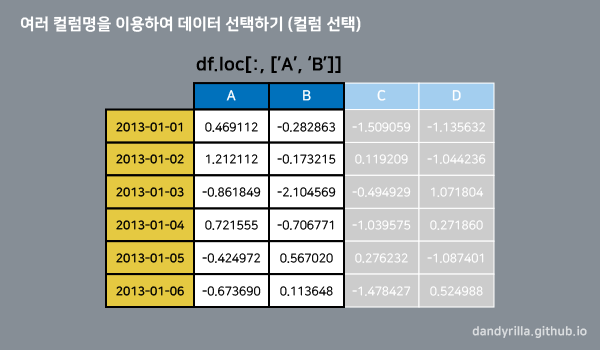 여러 컬럼명을 이용하여 데이터 선택하기 (컬럼 선택)
df.loc[:, ['A', 'B']]
A B C D
2013-01-01 0.469112 -0.282863 -1.509059 -1.135632
2013-01-02 1.212112 -0.173215 0.119209 -1.044236
2013-01-03 -0.861849 -2.104569 -0.494929 1.071804
2013-01-04 0.721555 -0.706771 -1.039575 0.271860
2013-01-05 -0.424972 0.567020 0.276232 -1.087401
2013-01-06 -0.673690 0.113648 -1.478427 0.524988
dandyrilla.github.io